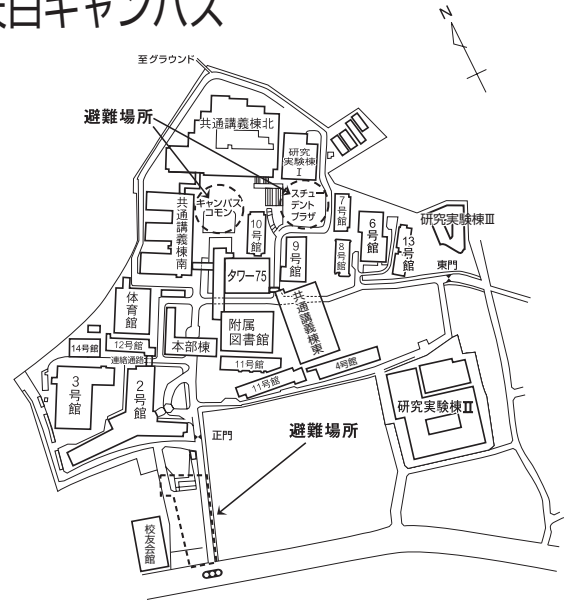 天白キャンパス
N
至グラウンド
避難場所
共通講義棟北
研究
実験棟
I
キャンパス
コモン
スチュ
デント
プラザ
共通講義棟南
10号館
7号館
6号館
研究実験棟Ⅲ
13号館
8号館
9号館
東門
タワー75
共通講義棟東
体育館
附属
図書館
本部棟
12号館
14号館
連絡通路
11号館
4号館
11号館
3号館
2号館
研究実験棟Ⅱ
正門
避難場所
校友会館